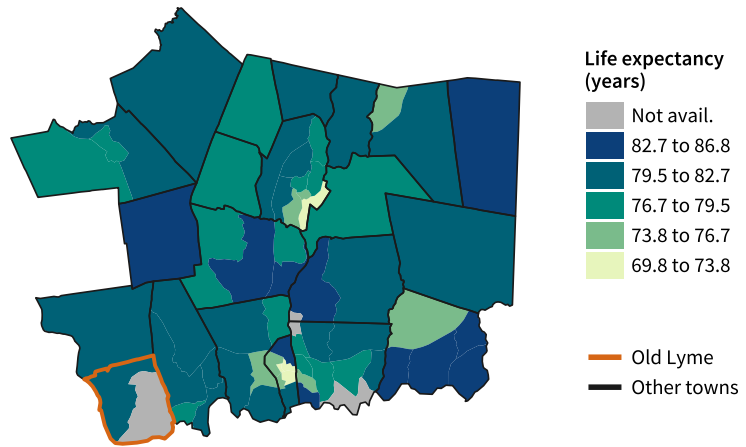 Life expectancy
(years)
Not avail.
82.7 to 86.8
79.5 to 82.7
76.7 to 79.5
73.8 to 76.7
69.8 to 73.8
Old Lyme
Other towns